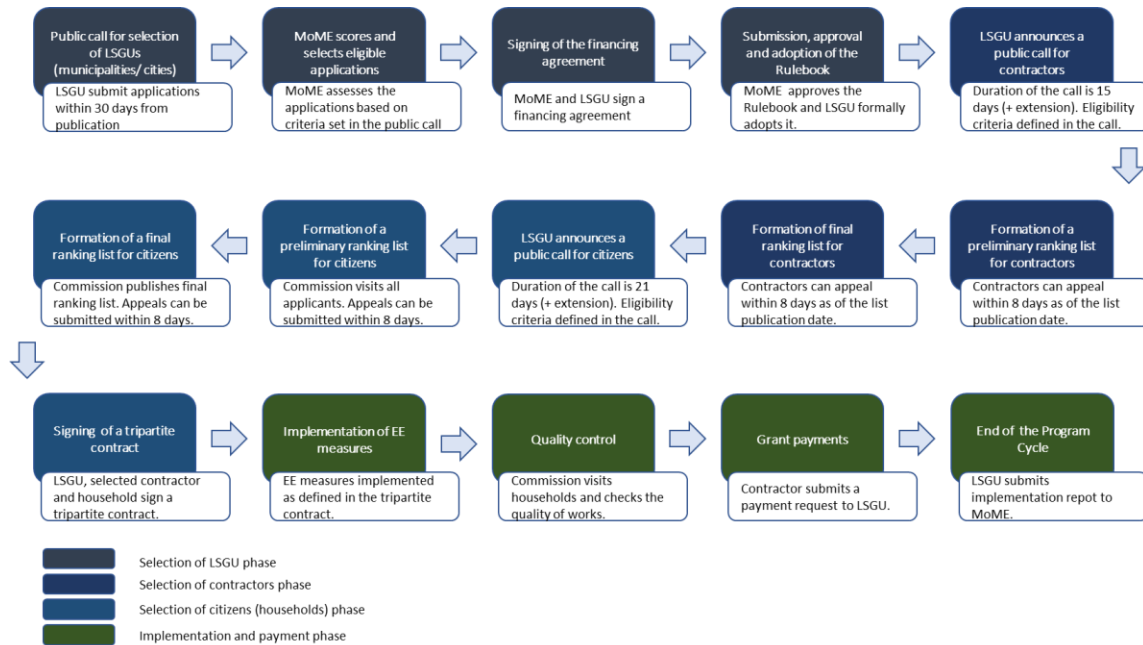 Public call for selection
of LSGUs
(municipalities/ cities)
LSGU submit applications
within 30 days from
publication
MoME scores and
selects eligible
applications
MoME assesses the
applications based on
criteria set in the public call
Signing of the financing
agreement
MoME and LSGU sign a
financing agreement
Submission, approval
and adoption of the
Rulebook
MoME approves the
Rulebook and LSGU formally
adopts it.
LSGU announces a
public call for
contractors
Duration of the call is 15
days (+ extension). Eligibility
criteria defined in the call.
Formation of a final
ranking list for citizens
Commission publishes final
ranking list. Appeals can be
submitted within 8 days.
Formation of a
preliminary ranking list
for citizens
Commission visits all
applicants. Appeals can be
submitted within 8 days.
LSGU announces a
public call for citizens
Duration of the call is 21
days (+ extension). Eligibility
criteria defined in the call.
Formation of final
ranking list for
contractors
Contractors can appeal
within 8 days as of the list
publication date.
Formation of a
preliminary ranking list
for contractors
Contractors can appeal
within 8 days as of the list
publication date.
Signing of a tripartite
contract
LSGU, selected contractor
and household sign a
tripartite contract.
Implementation of EE
measures
EE measures implemented
as defined in the tripartite
contract.
Quality control
Commission visits
households and checks the
quality of works.
Grant payments
Contractor submits a
payment request to LSGU.
End of the Program
Cycle
LSGU submits
implementation repot to
MoME.
Selection of LSGU phase
Selection of contractors phase
Selection of citizens (households) phase
Implementation and payment phase